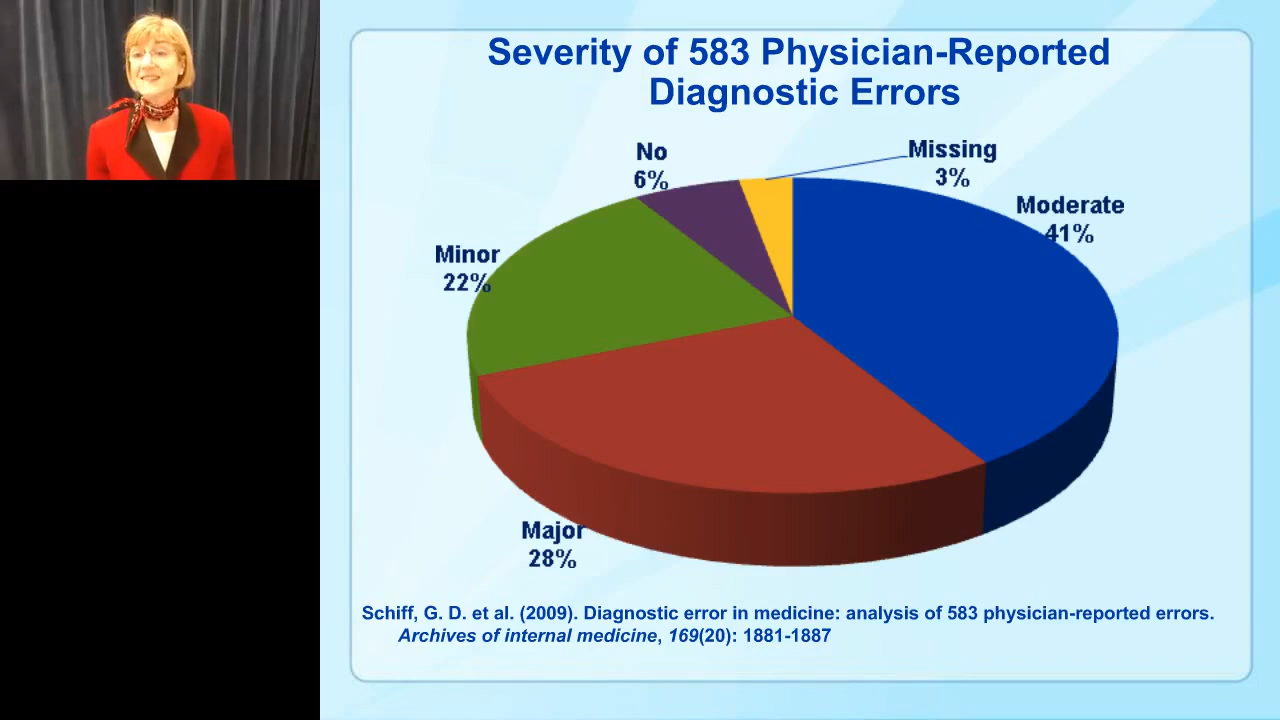 Severity of 583 Physician-Reported
Diagnostic Errors
No
6%
Missing
3%
Moderate
41%
Minor
22%
Major
28%
Schiff, G. D. et al. (2009). Diagnostic error in medicine: analysis of 583 physician-reported errors.
Archives of internal medicine, 169(20): 1881-1887